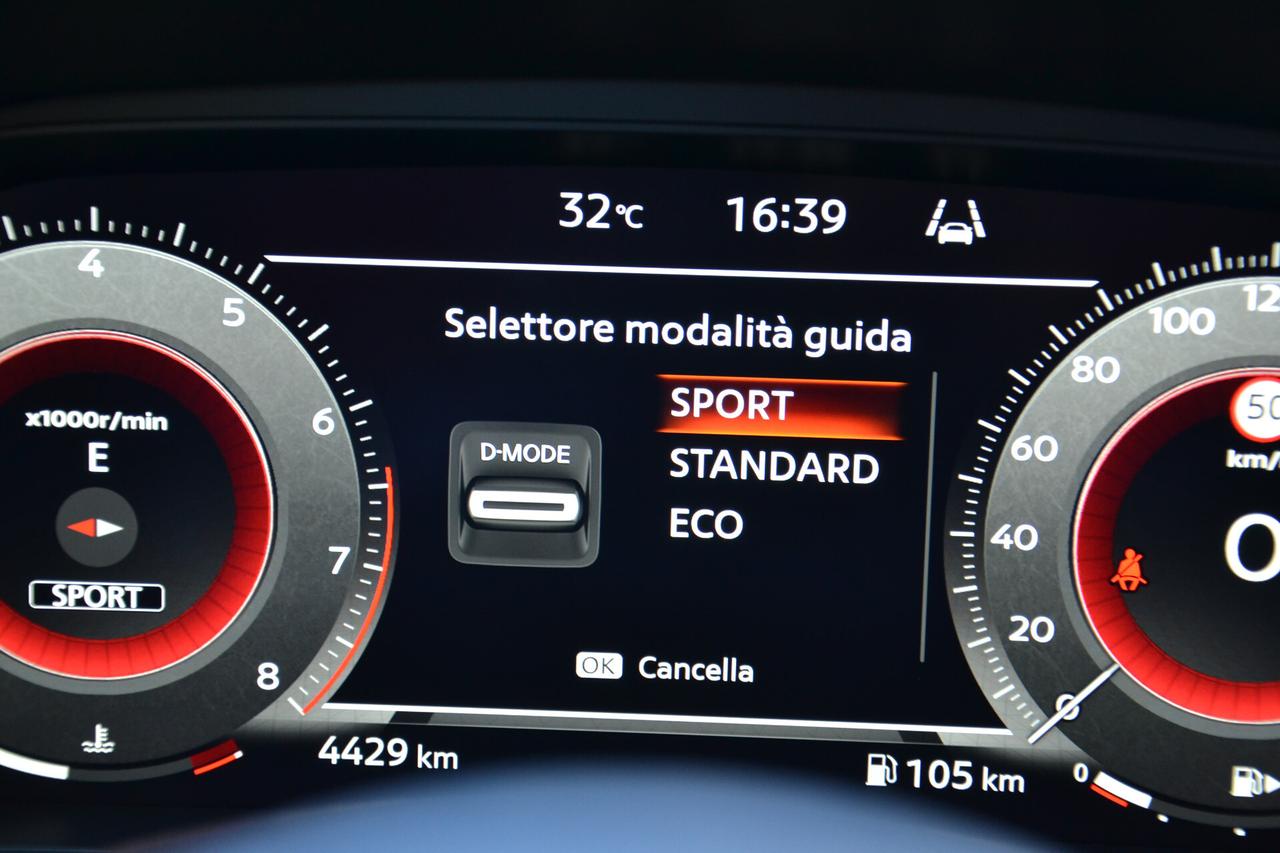 32°C 16:39
Selettore modalità guida
D-MODE
SPORT
STANDARD
ECO
OK Cancella
4429 km
105 km
4
5
6
7
8
x1000r/min
E
SPORT
100
80
60
40
20
0
50
0
0